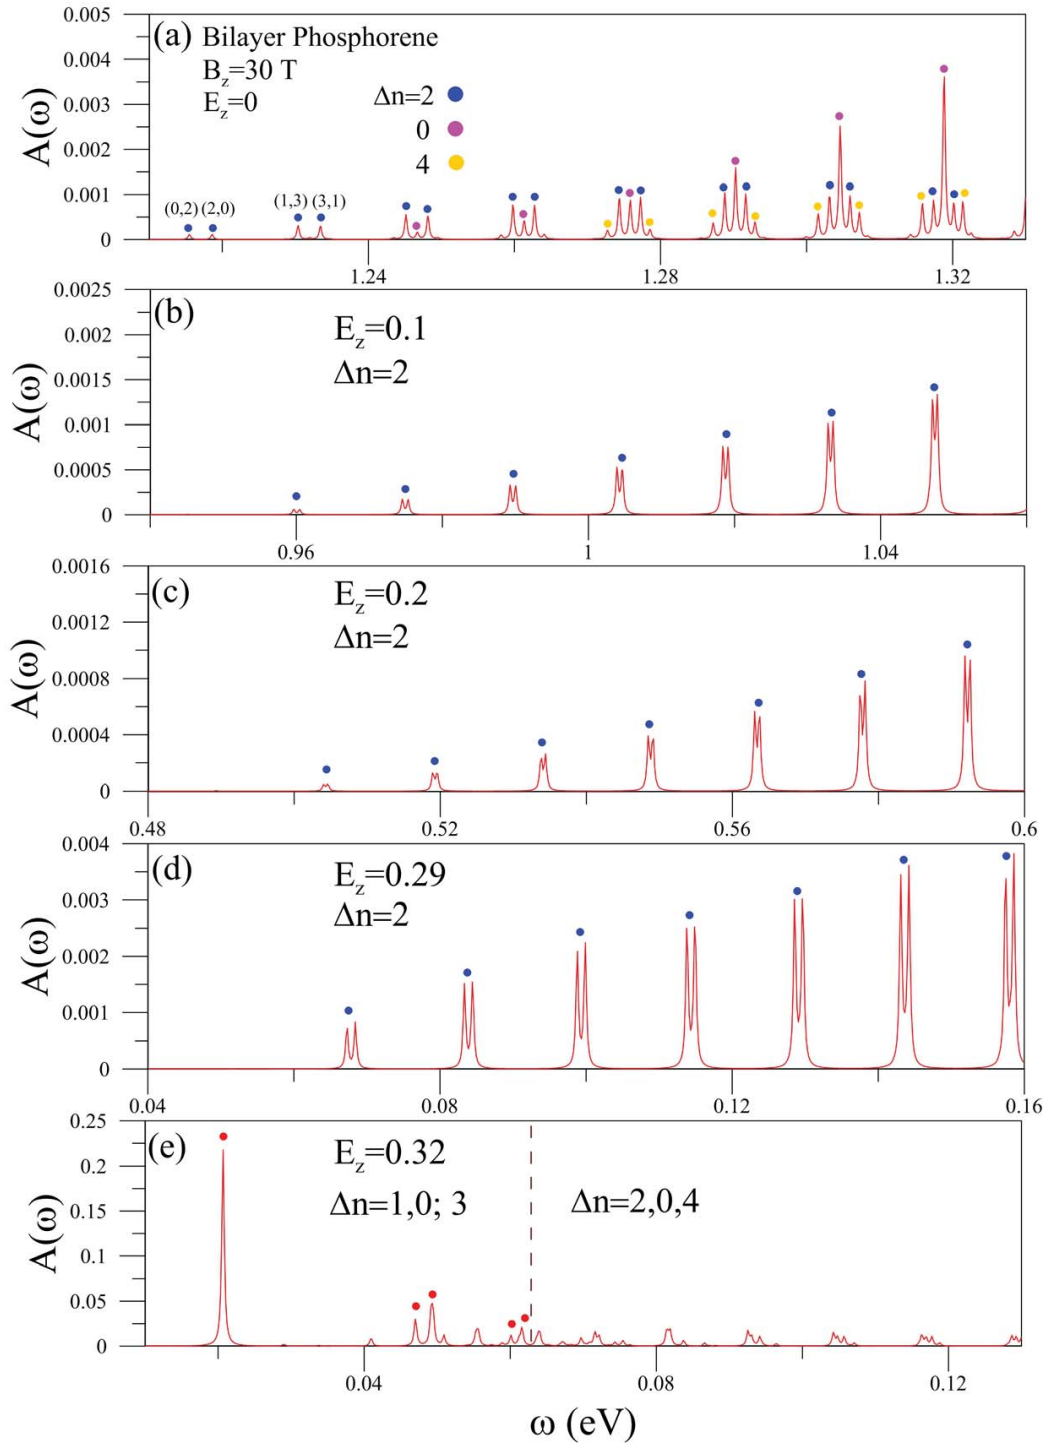 (a) Bilayer Phosphorene
B_z=30 T
E_z=0
Δn=2
0
4
(0,2) (2,0)
(1,3) (3,1)
A(ω)
0.005
0.004
0.003
0.002
0.001
0
1.24
1.28
1.32
(b)
E_z=0.1
Δn=2
A(ω)
0.0025
0.002
0.0015
0.001
0.0005
0
0.96
1
1.04
(c)
E_z=0.2
Δn=2
A(ω)
0.0016
0.0012
0.0008
0.0004
0
0.48
0.52
0.56
0.6
(d)
E_z=0.29
Δn=2
A(ω)
0.004
0.003
0.002
0.001
0
0.04
0.08
0.12
0.16
(e)
E_z=0.32
Δn=1,0; 3
Δn=2,0,4
A(ω)
0.25
0.2
0.15
0.1
0.05
0
0.04
0.08
0.12
ω (eV)